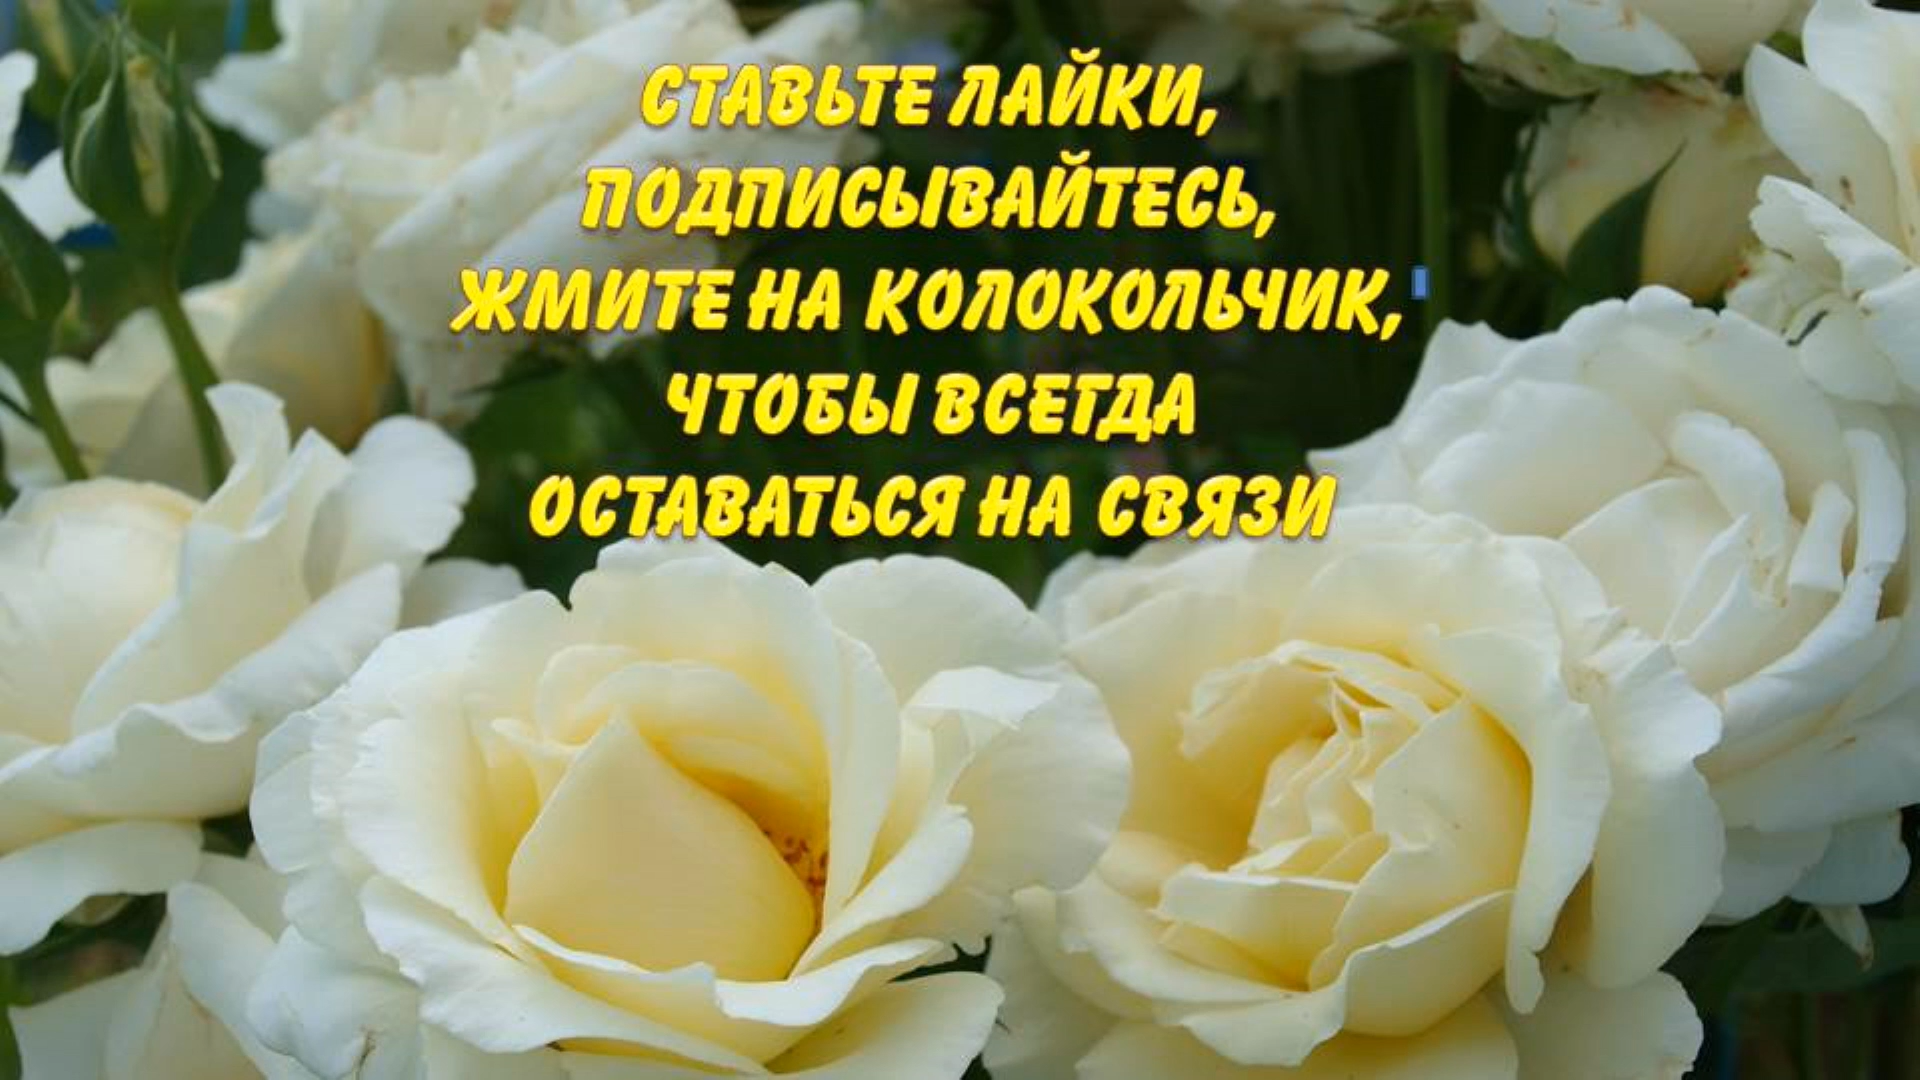 СТАВЬТЕ ЛАЙКИ,
ПОДПИСЫВАЙТЕСЬ,
ЖМИТЕ НА КОЛОКОЛЬЧИК,
ЧТОБЫ ВСЕГДА
ОСТАВАТЬСЯ НА СВЯЗИ